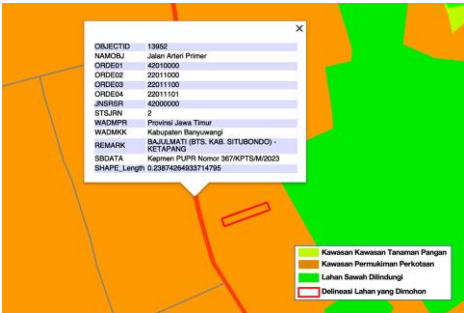 ×
OBJECTID 13952
NAMOBJ Jalan Arteri Primer
ORDE01 42010000
ORDE02 22011000
ORDE03 22011100
ORDE04 22011101
JNSRSR 42000000
STSJRN 2
WADMPR Provinsi Jawa Timur
WADMKK Kabupaten Banyuwangi
REMARK BAJULMATI (BTS. KAB. SITUBONDO) -
KETAPANG
SBDATA Kepmen PUPR Nomor 367/KPTS/M/2023
SHAPE_Length 0.23874264933714795
Kawasan Kawasan Tanaman Pangan
Kawasan Permukiman Perkotaan
Lahan Sawah Dilindungi
Delineasi Lahan yang Dimohon